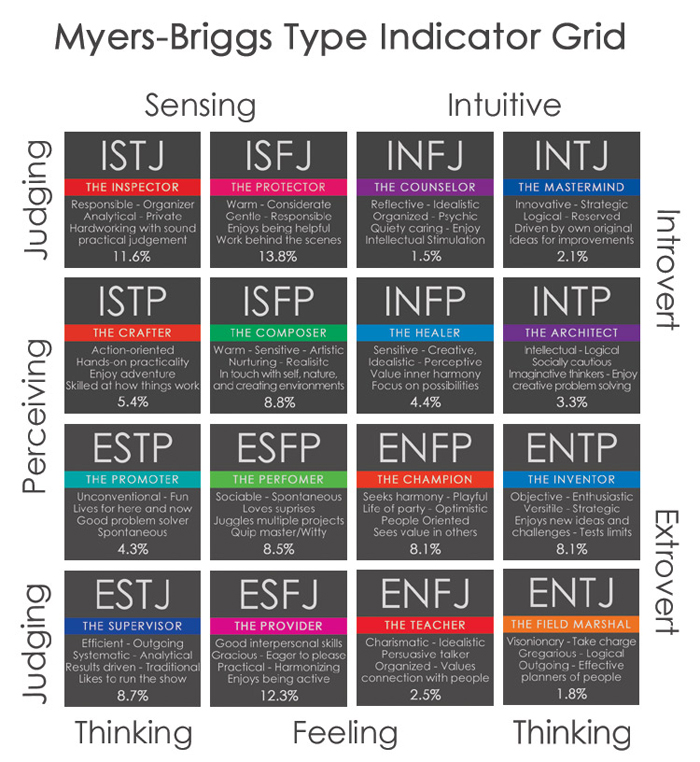 Myers-Briggs Type Indicator Grid
Sensing
Intuitive
Judging
Perceiving
Judging
Introvert
Extrovert
ISTJ
THE INSPECTOR
Responsible - Organizer
Analytical - Private
Hardworking with sound
practical judgement
11.6%
ISFJ
THE PROTECTOR
Warm - Considerate
Gentle - Responsible
Enjoys being helpful
Work behind the scenes
13.8%
INFJ
THE COUNSELOR
Reflective - Idealistic
Organized - Psychic
Quiety caring - Enjoy
Intellectual Stimulation
1.5%
INTJ
THE MASTERMIND
Innovative - Strategic
Logical - Reserved
Driven by own original
ideas for improvements
2.1%
ISTP
THE CRAFTER
Action-oriented
Hands-on practicality
Enjoy adventure
Skilled at how things work
5.4%
ISFP
THE COMPOSER
Warm - Sensitive - Artistic
Nurturing - Realisitc
In touch with self, nature,
and creating environments
8.8%
INFP
THE HEALER
Sensitive - Creative,
Idealistic - Perceptive
Value inner harmony
Focus on possibilities
4.4%
INTP
THE ARCHITECT
Intellectual - Logical
Socially cautious
Imaginative thinkers - Enjoy
creative problem solving
3.3%
ESTP
THE PROMOTER
Unconventional - Fun
Lives for here and now
Good problem solver
Spontaneous
4.3%
ESFP
THE PERFOMER
Sociable - Spontaneous
Loves suprises
Juggles multiple projects
Quip master/Witty
8.5%
ENFP
THE CHAMPION
Seeks harmony - Playful
Life of party - Optimistic
People Oriented
Sees value in others
8.1%
ENTP
THE INVENTOR
Objective - Enthusiastic
Versitile - Strategic
Enjoys new ideas and
challenges - Tests limits
8.1%
ESTJ
THE SUPERVISOR
Efficient - Outgoing
Systematic - Analytical
Results driven - Traditional
Likes to run the show
8.7%
ESFJ
THE PROVIDER
Good interpersonal skills
Gracious - Eager to please
Practical - Harmonizing
Enjoys being active
12.3%
ENFJ
THE TEACHER
Charismatic - Idealistic
Persuasive talker
Organized - Values
connection with people
2.5%
ENTJ
THE FIELD MARSHAL
Visonionary - Take charge
Gregarious - Logical
Outgoing - Effective
planners of people
1.8%
Thinking
Feeling
Thinking